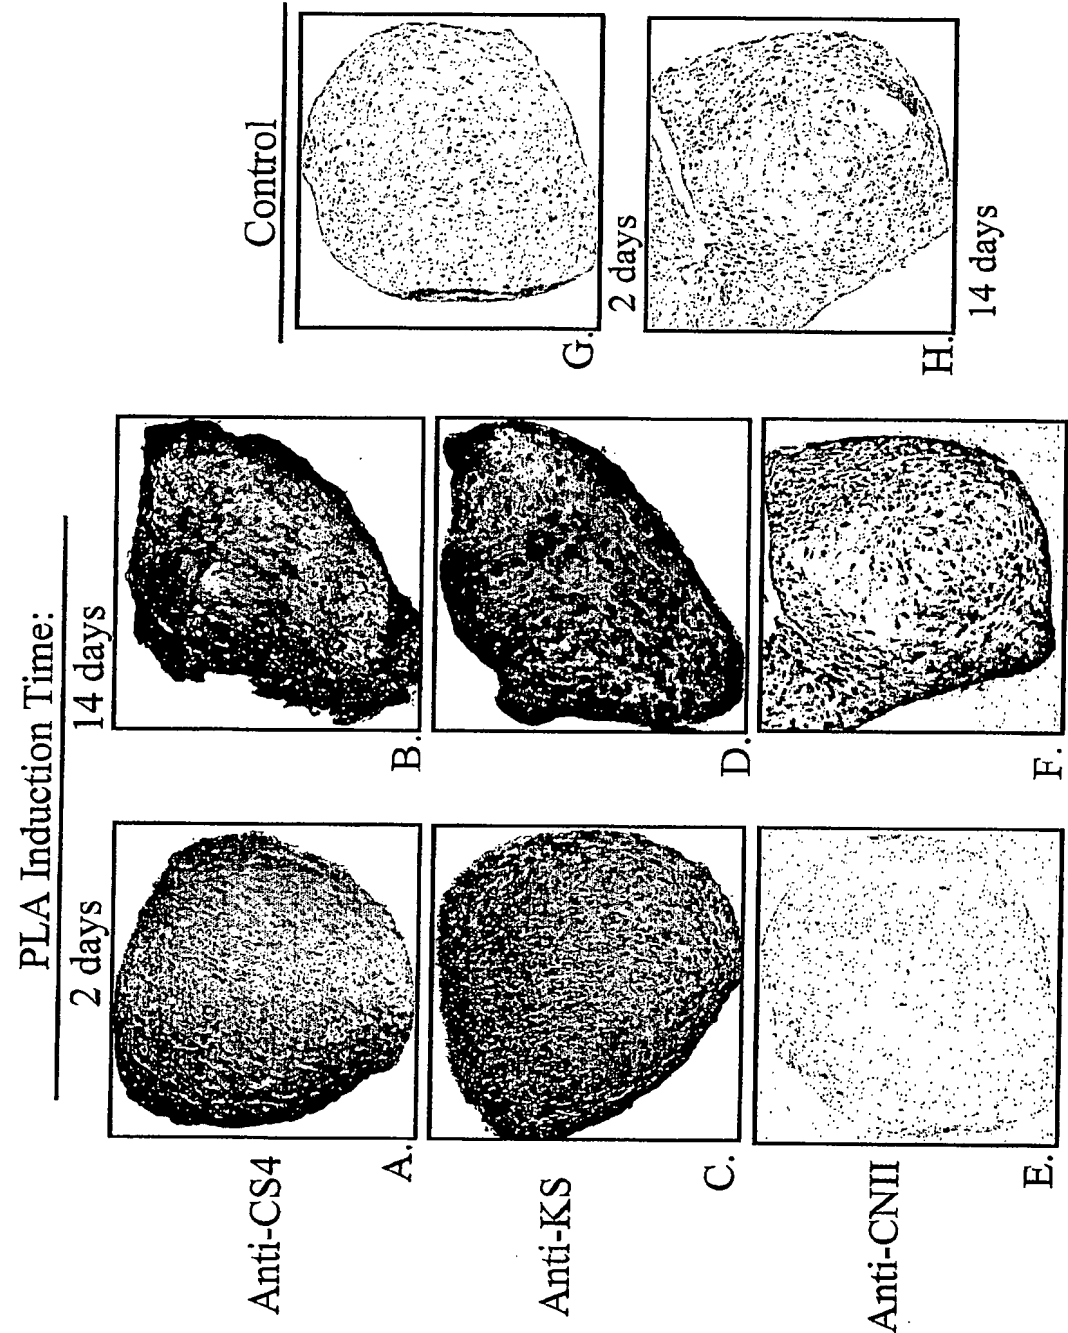 PLA Induction Time:
2 days
14 days
Control
Anti-CS4
A.
B.
G.
2 days
Anti-KS
C.
D.
H.
14 days
Anti-CNII
E.
F.